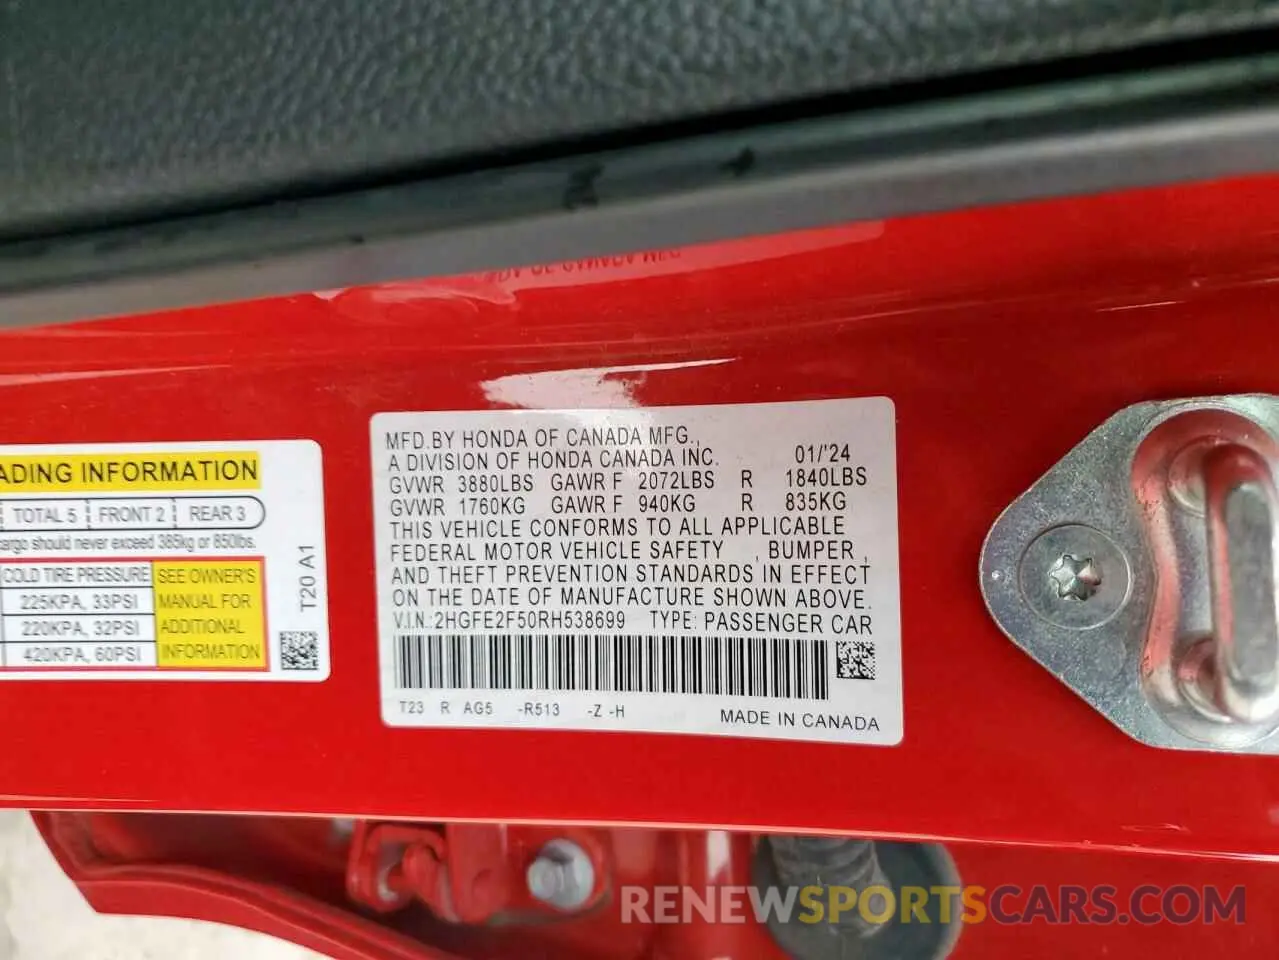 ADING INFORMATION
TOTAL 5 FRONT 2 REAR 3
argo should never exceed 385kg or 850lbs.
COLD TIRE PRESSURE
225KPA, 33PSI
220KPA, 32PSI
420KPA, 60PSI
SEE OWNER'S
MANUAL FOR
ADDITIONAL
INFORMATION
T20 A1
MFD.BY HONDA OF CANADA MFG.,
A DIVISION OF HONDA CANADA INC. 01/'24
GVWR 3880LBS GAWR F 2072LBS R 1840LBS
GVWR 1760KG GAWR F 940KG R 835KG
THIS VEHICLE CONFORMS TO ALL APPLICABLE
FEDERAL MOTOR VEHICLE SAFETY , BUMPER ,
AND THEFT PREVENTION STANDARDS IN EFFECT
ON THE DATE OF MANUFACTURE SHOWN ABOVE.
V.I.N.:2HGFE2F50RH538699 TYPE: PASSENGER CAR
T23 R AG5 -R513 -Z -H
MADE IN CANADA
RENEWSPORTSCARS.COM